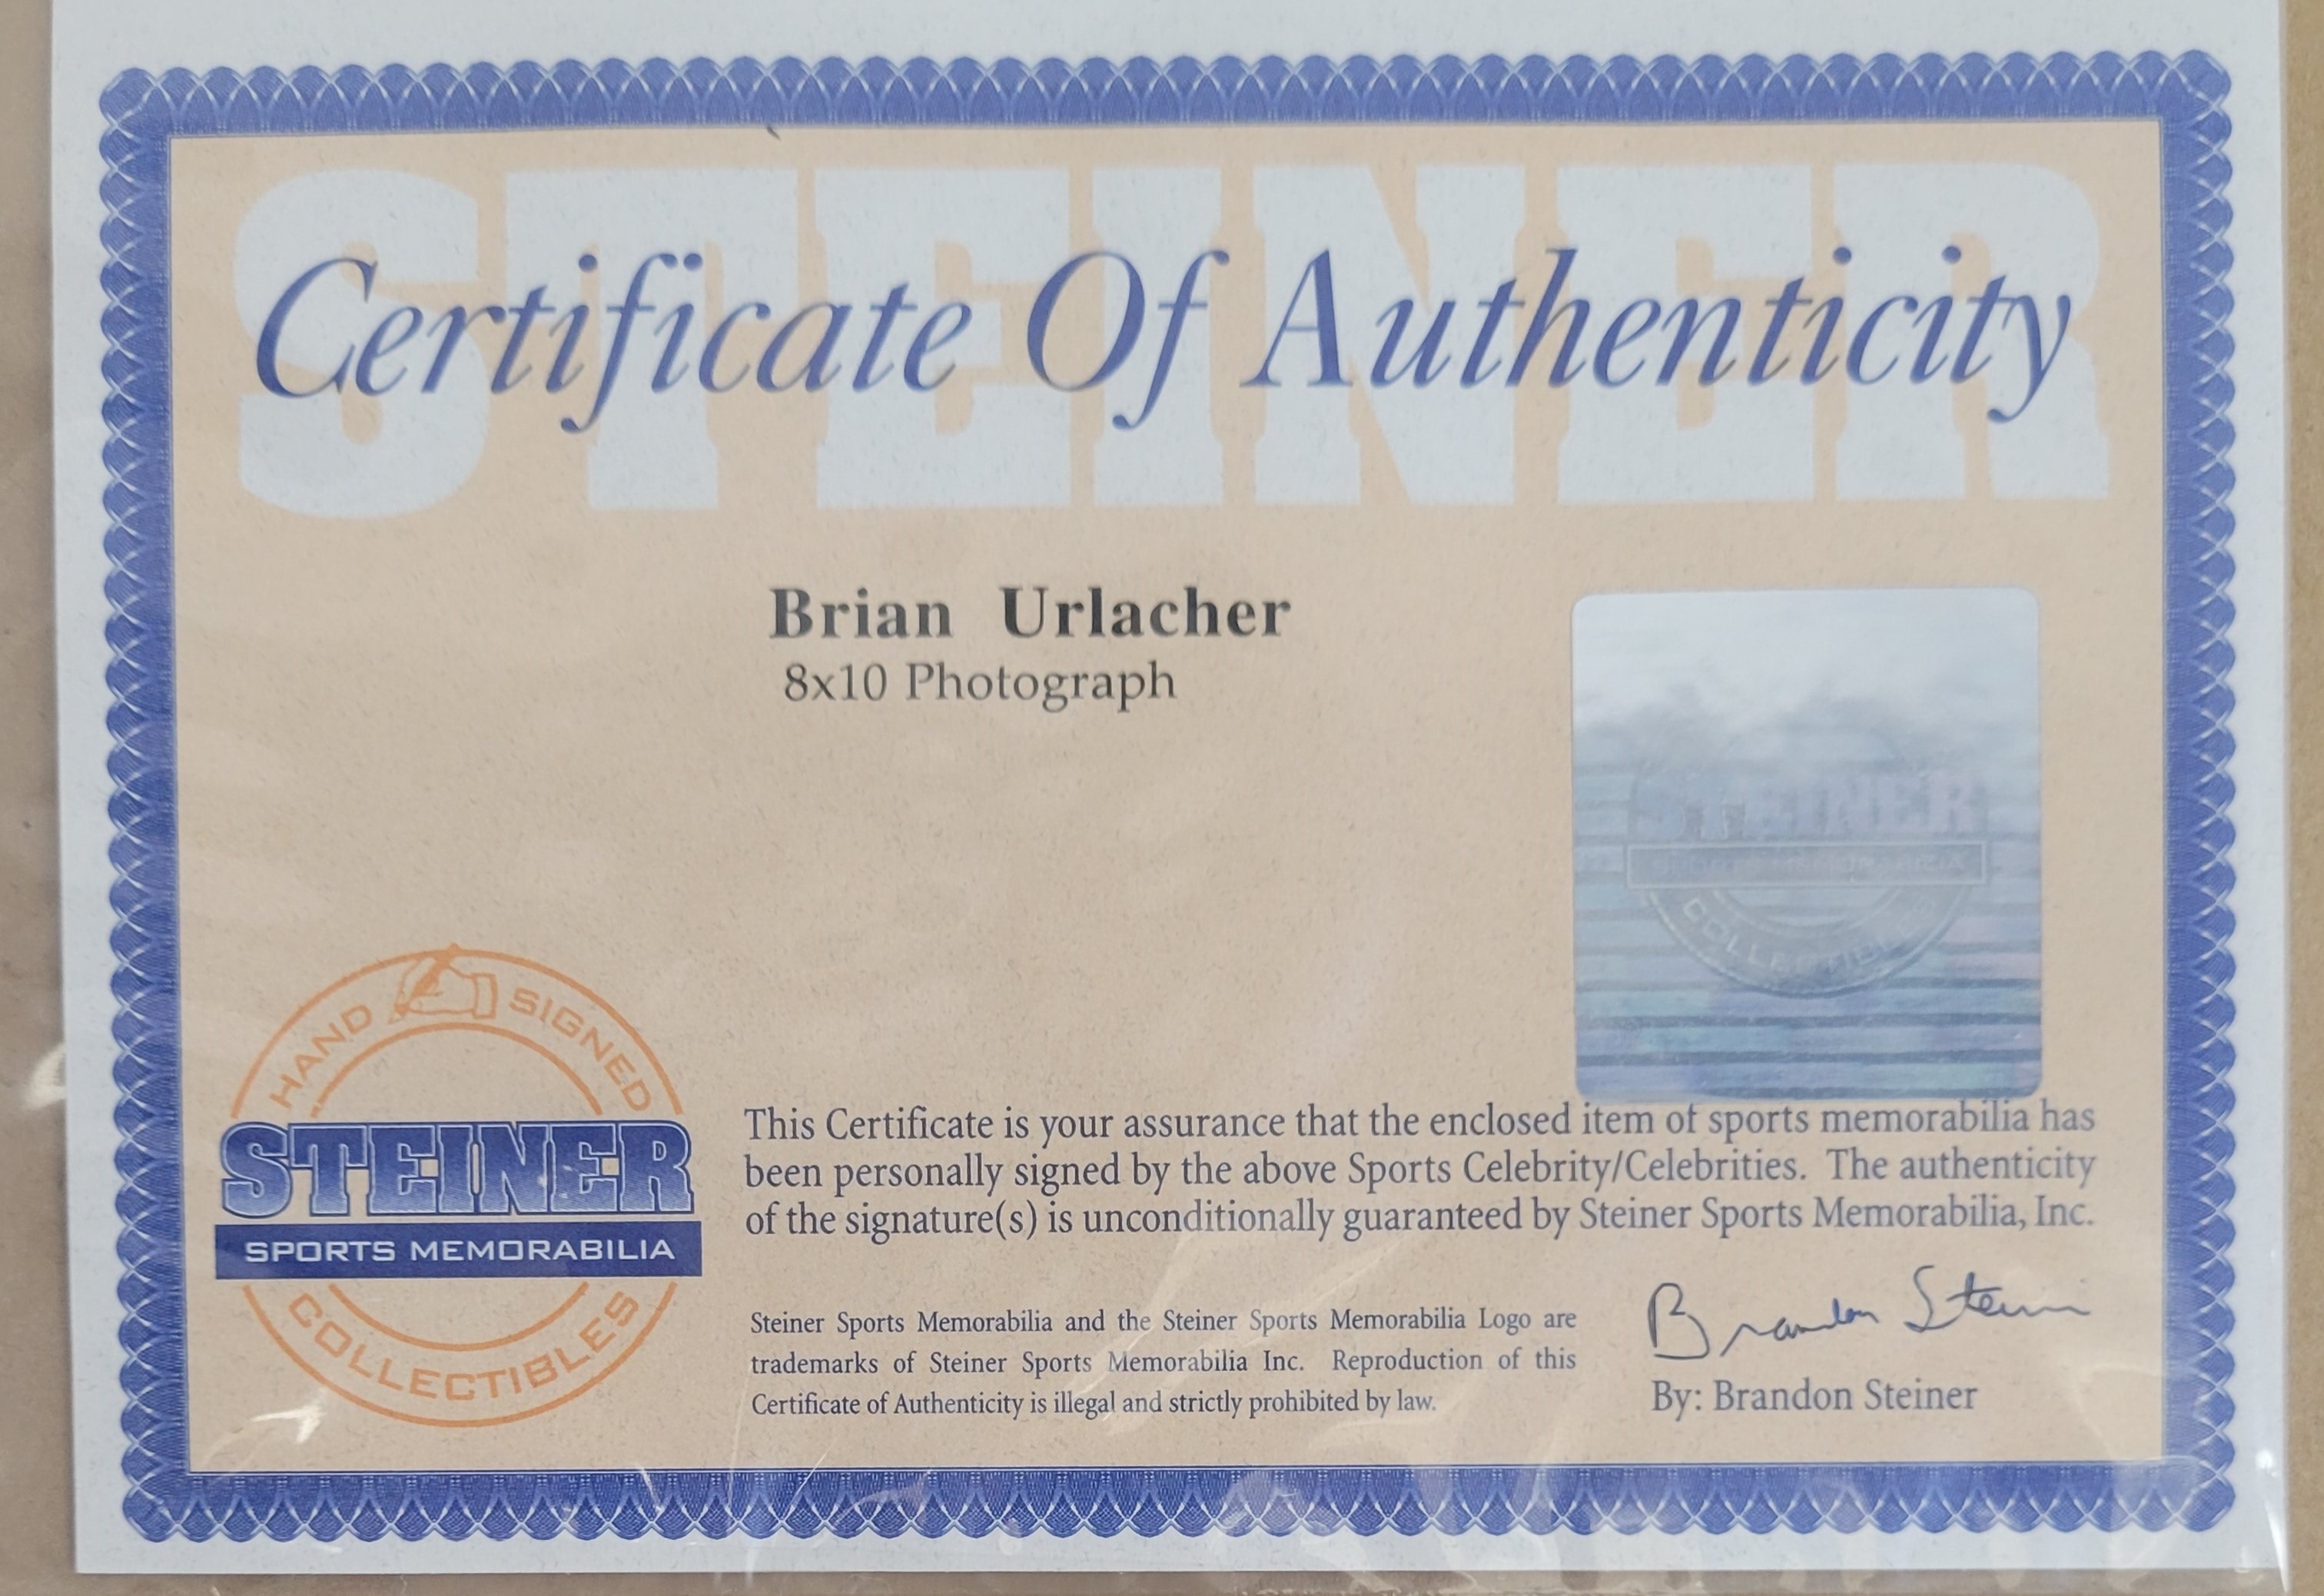 STEINER
Certificate Of Authenticity
Brian Urlacher
8x10 Photograph
STEINER
SPORTS MEMORABILIA
COLLECTIBLES
HAND SIGNED
STEINER
SPORTS MEMORABILIA
COLLECTIBLES
This Certificate is your assurance that the enclosed item of sports memorabilia has
been personally signed by the above Sports Celebrity/Celebrities. The authenticity
of the signature(s) is unconditionally guaranteed by Steiner Sports Memorabilia, Inc.
Steiner Sports Memorabilia and the Steiner Sports Memorabilia Logo are
trademarks of Steiner Sports Memorabilia Inc. Reproduction of this
Certificate of Authenticity is illegal and strictly prohibited by law.
Brandon Steiner
By: Brandon Steiner